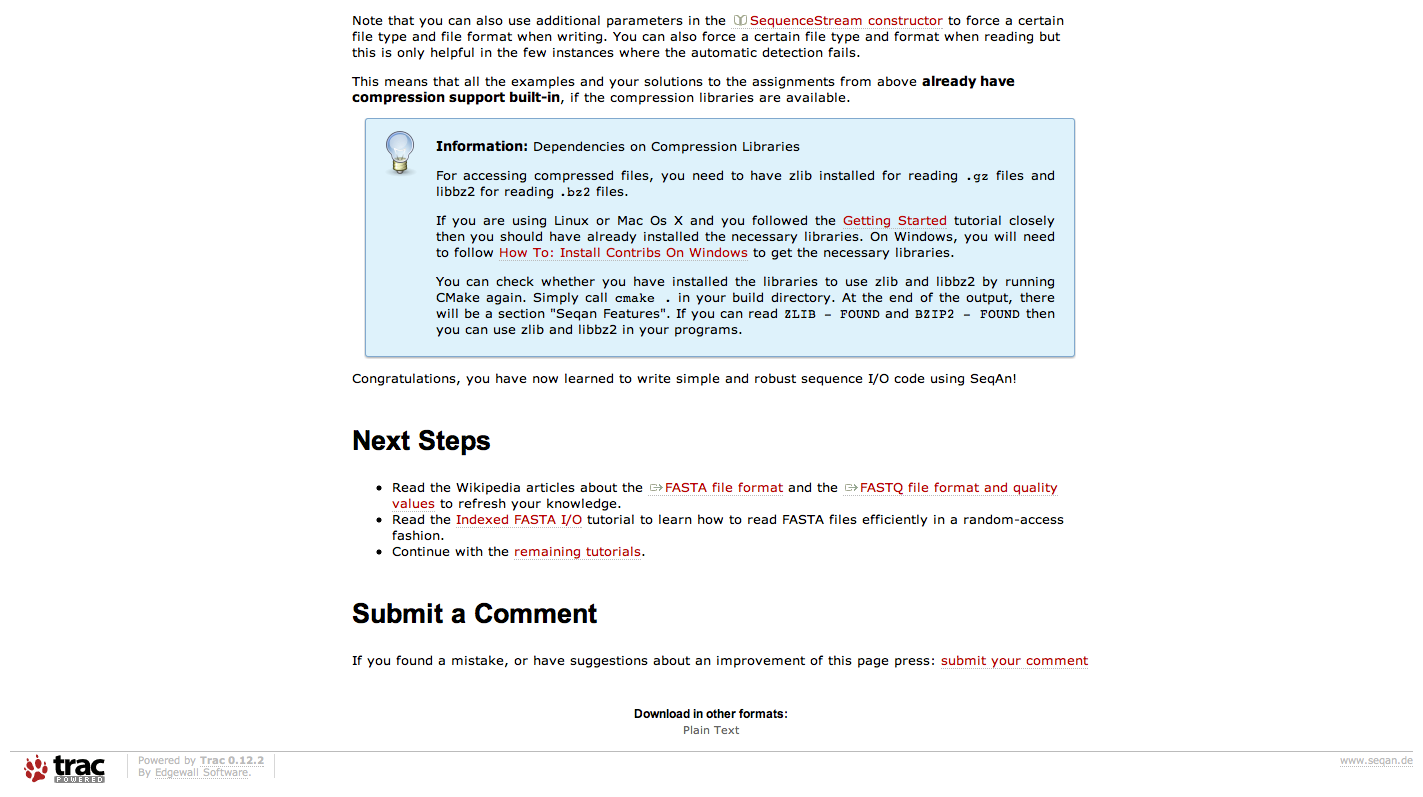 Note that you can also use additional parameters in the SequenceStream constructor to force a certain
file type and file format when writing. You can also force a certain file type and format when reading but
this is only helpful in the few instances where the automatic detection fails.
This means that all the examples and your solutions to the assignments from above already have
compression support built-in, if the compression libraries are available.
Information: Dependencies on Compression Libraries
For accessing compressed files, you need to have zlib installed for reading .gz files and
libbz2 for reading .bz2 files.
If you are using Linux or Mac Os X and you followed the Getting Started tutorial closely
then you should have already installed the necessary libraries. On Windows, you will need
to follow How To: Install Contribs On Windows to get the necessary libraries.
You can check whether you have installed the libraries to use zlib and libbz2 by running
CMake again. Simply call cmake . in your build directory. At the end of the output, there
will be a section "Seqan Features". If you can read ZLIB - FOUND and BZIP2 - FOUND then
you can use zlib and libbz2 in your programs.
Congratulations, you have now learned to write simple and robust sequence I/O code using SeqAn!
Next Steps
• Read the Wikipedia articles about the FASTA file format and the FASTQ file format and quality
values to refresh your knowledge.
• Read the Indexed FASTA I/O tutorial to learn how to read FASTA files efficiently in a random-access
fashion.
• Continue with the remaining tutorials.
Submit a Comment
If you found a mistake, or have suggestions about an improvement of this page press: submit your comment
Download in other formats:
Plain Text
trac
POWERED
Powered by Trac 0.12.2
By Edgewall Software.
www.seqan.de